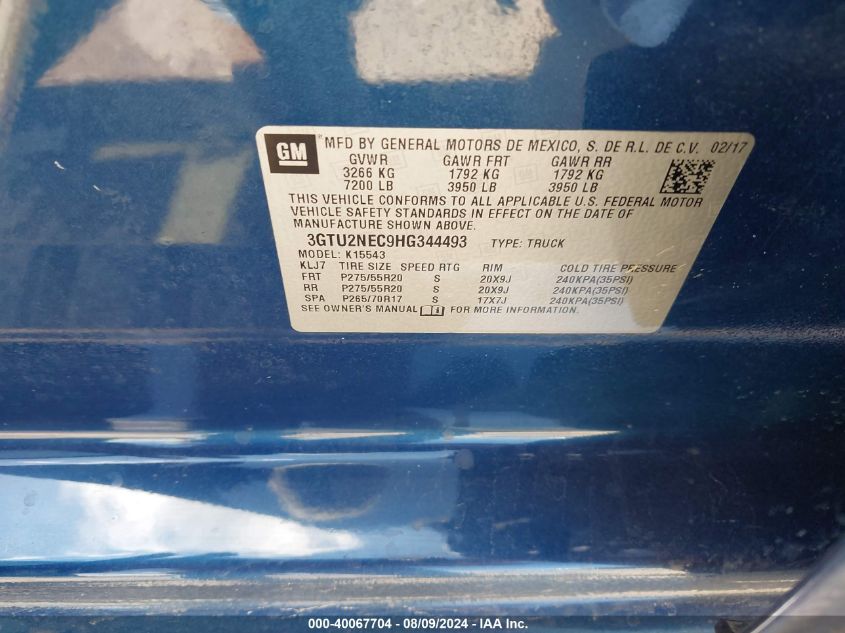 GM ® MFD BY GENERAL MOTORS DE MEXICO, S. DE R.L. DE C.V. 02/17
GVWR GAWR FRT GAWR RR
3266 KG 1792 KG 1792 KG
7200 LB 3950 LB 3950 LB
THIS VEHICLE CONFORMS TO ALL APPLICABLE U.S. FEDERAL MOTOR
VEHICLE SAFETY STANDARDS IN EFFECT ON THE DATE OF
MANUFACTURE SHOWN ABOVE.
3GTU2NEC9HG344493 TYPE: TRUCK
MODEL: K15543
KLJ7 TIRE SIZE SPEED RTG RIM COLD TIRE PRESSURE
FRT P275/55R20 S 20X9J 240KPA(35PSI)
RR P275/55R20 S 20X9J 240KPA(35PSI)
SPA P265/70R17 S 17X7J 240KPA(35PSI)
SEE OWNER'S MANUAL FOR MORE INFORMATION.
000-40067704 - 08/09/2024 - IAA Inc.